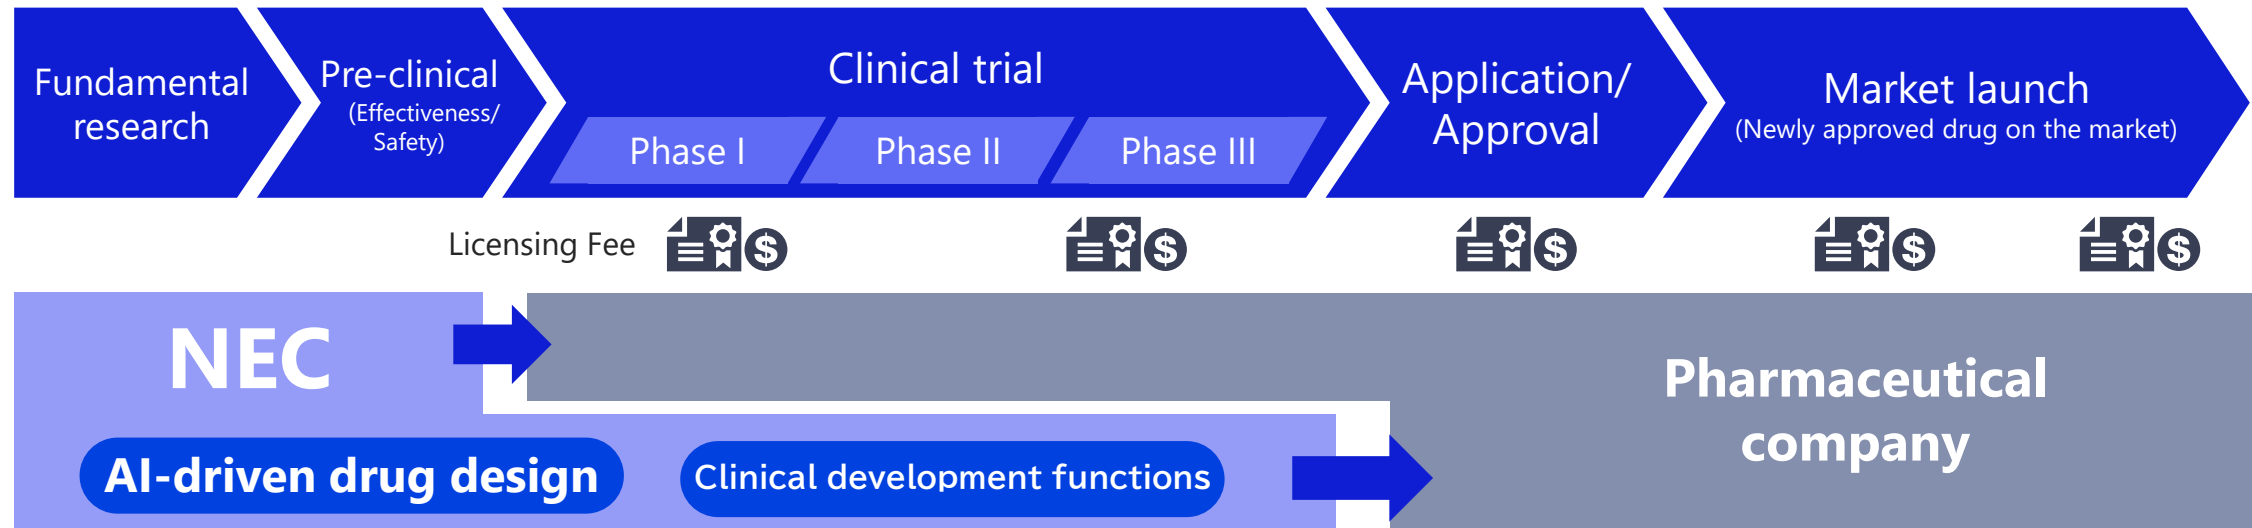 Fundamental
research
Pre-clinical
(Effectiveness/
Safety)
Clinical trial
Phase I
Phase II
Phase III
Application/
Approval
Market launch
(Newly approved drug on the market)
Licensing Fee
$
$
$
$
$
NEC
AI-driven drug design
Clinical development functions
Pharmaceutical
company